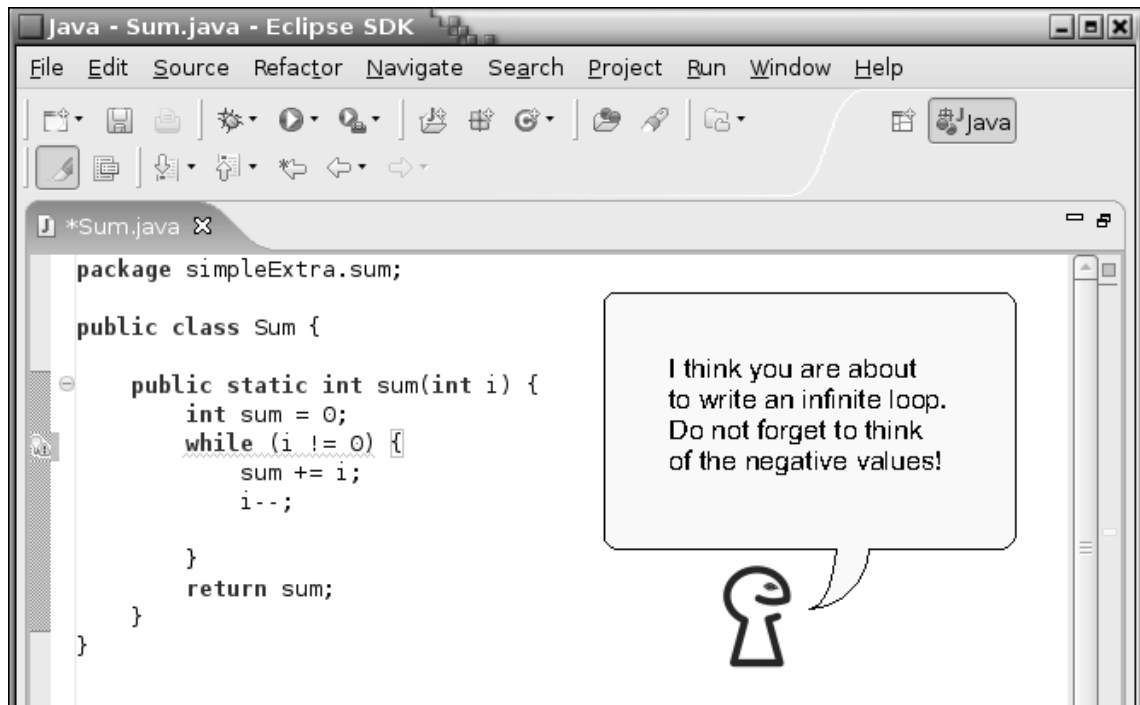 Java - Sum.java - Eclipse SDK
File Edit Source Refactor Navigate Search Project Run Window Help
Java
*Sum.java
package simpleExtra.sum;
public class Sum {
public static int sum(int i) {
int sum = 0;
while (i != 0) {
sum += i;
i--;
}
return sum;
}
}
I think you are about
to write an infinite loop.
Do not forget to think
of the negative values!